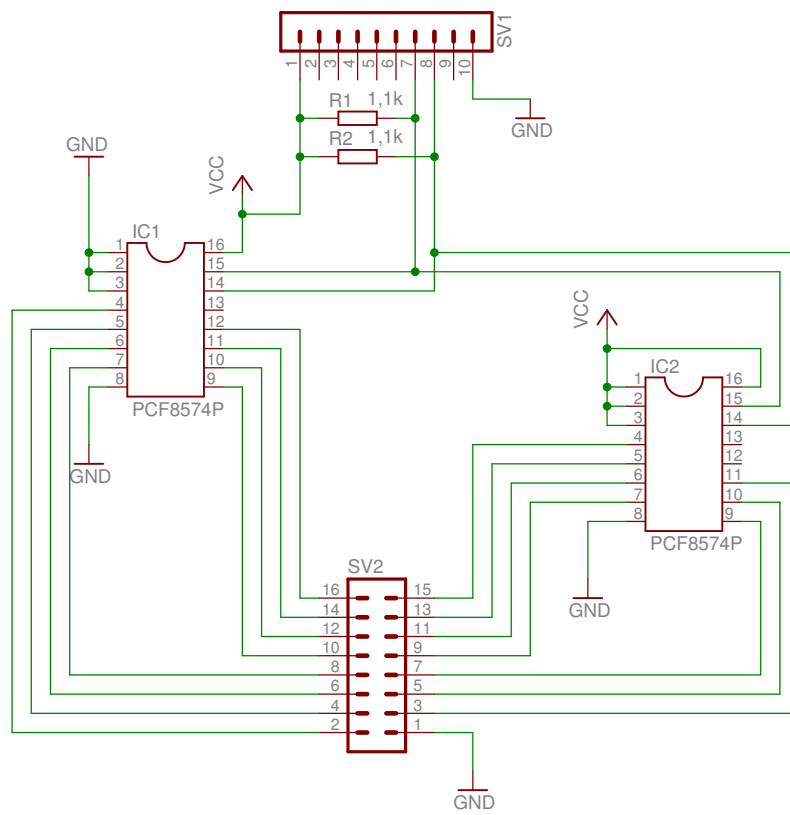 SV1
1 2 3 4 5 6 7 8 9 10
R1 1,1k
R2 1,1k
GND
GND
VCC
IC1
1 16
2 15
3 14
4 13
5 12
6 11
7 10
8 9
PCF8574P
GND
VCC
IC2
1 16
2 15
3 14
4 13
5 12
6 11
7 10
8 9
PCF8574P
GND
SV2
16 15
14 13
12 11
10 9
8 7
6 5
4 3
2 1
GND